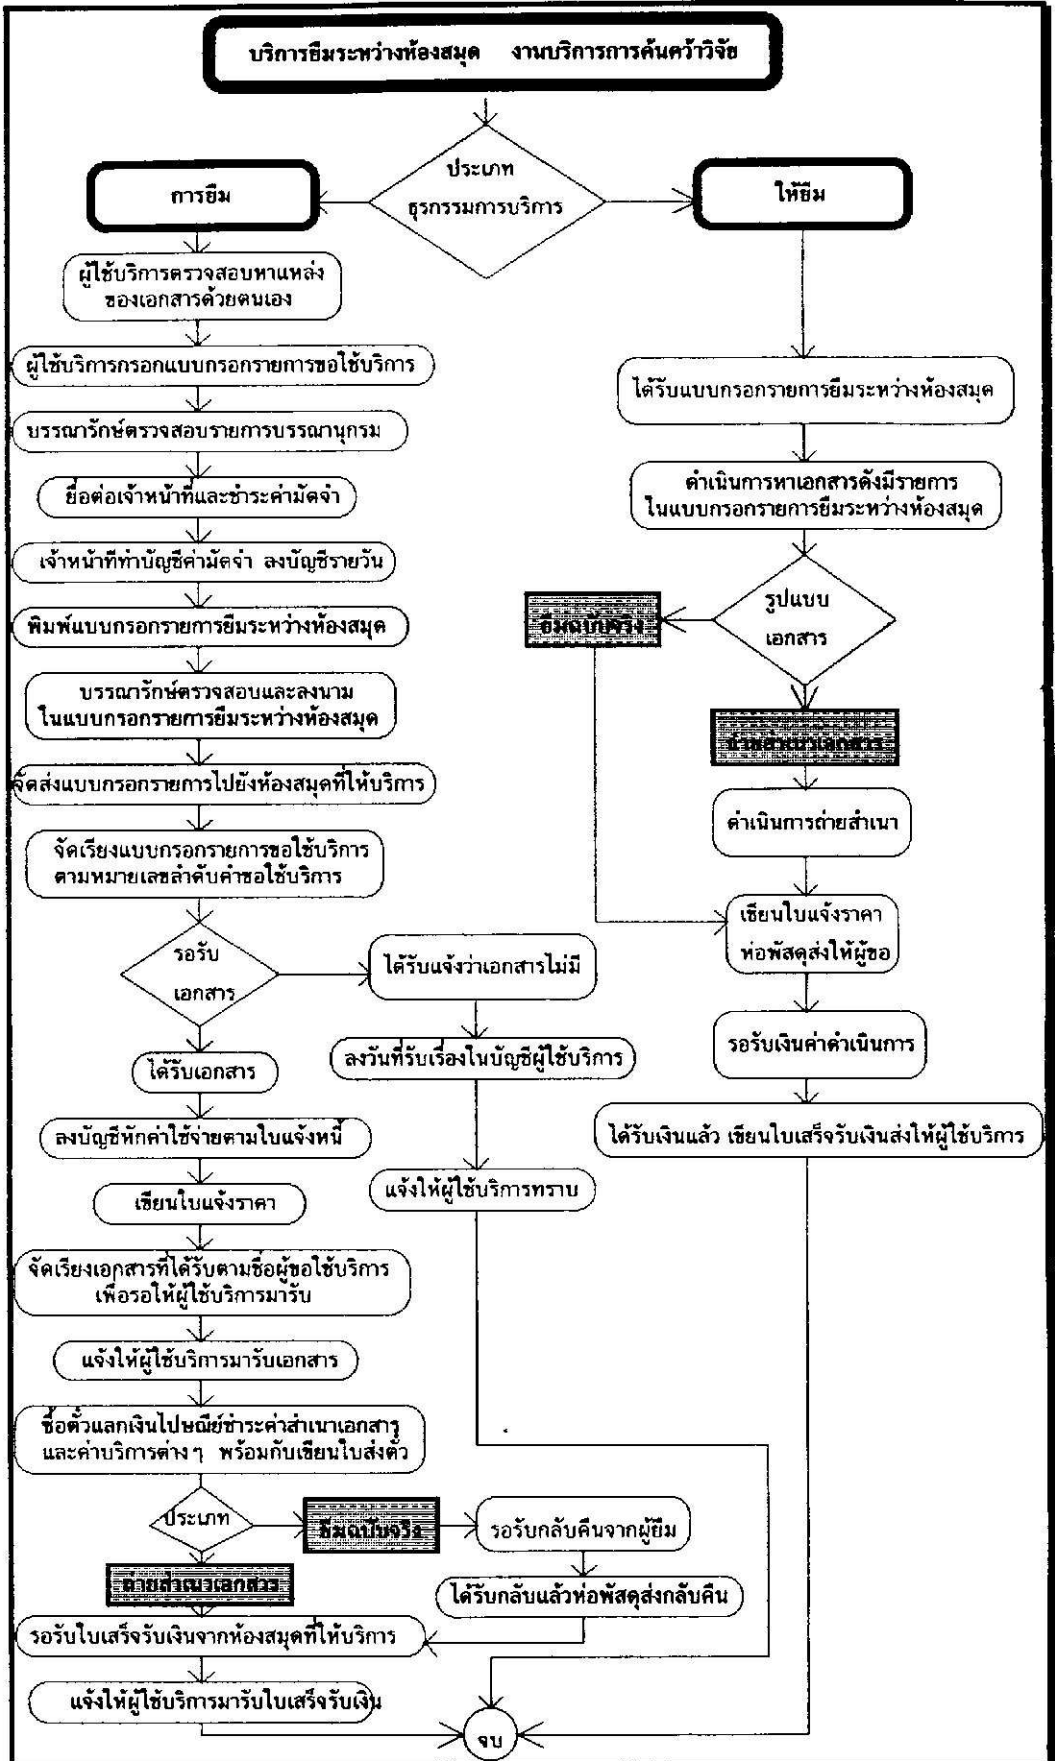 บริการยืมระหว่างห้องสมุด งานบริการการค้นคว้าวิจัย
ประเภท
ธุรกรรมการบริการ
การยืม
ให้ยืม
ผู้ใช้บริการตรวจสอบหาแหล่ง
ของเอกสารด้วยตนเอง
ผู้ใช้บริการกรอกแบบกรอกรายการขอใช้บริการ
บรรณารักษ์ตรวจสอบรายการบรรณานุกรม
ยื่อต่อเจ้าหน้าที่และชำระค่ามัดจำ
เจ้าหน้าที่ทำบัญชีค่ามัดจำ ลงบัญชีรายวัน
พิมพ์แบบกรอกรายการยืมระหว่างห้องสมุด
บรรณารักษ์ตรวจสอบและลงนาม
ในแบบกรอกรายการยืมระหว่างห้องสมุด
จัดส่งแบบกรอกรายการไปยังห้องสมุดที่ให้บริการ
จัดเรียงแบบกรอกรายการขอใช้บริการ
ตามหมายเลขลำดับคำขอใช้บริการ
รอรับ
เอกสาร
ได้รับแจ้งว่าเอกสารไม่มี
ลงวันที่รับเรื่องในบัญชีผู้ใช้บริการ
แจ้งให้ผู้ใช้บริการทราบ
ได้รับเอกสาร
ลงบัญชีหักค่าใช้จ่ายตามใบแจ้งหนี้
เขียนใบแจ้งราคา
จัดเรียงเอกสารที่ได้รับตามชื่อผู้ขอใช้บริการ
เพื่อรอให้ผู้ใช้บริการมารับ
แจ้งให้ผู้ใช้บริการมารับเอกสาร
ซื้อตั๋วแลกเงินไปษณีย์ชำระค่าสำเนาเอกสาร
และค่าบริการต่างๆ พร้อมกับเขียนใบส่งตั๋ว
ประเภท
ยืมฉบับจริง
รอรับกลับคืนจากผู้ยืม
ได้รับกลับแล้วห่อพัสดุส่งกลับคืน
ถ่ายสำเนาเอกสาร
รอรับใบเสร็จรับเงินจากห้องสมุดที่ให้บริการ
แจ้งให้ผู้ใช้บริการมารับใบเสร็จรับเงิน
ได้รับแบบกรอกรายการยืมระหว่างห้องสมุด
ดำเนินการหาเอกสารดังมีรายการ
ในแบบกรอกรายการยืมระหว่างห้องสมุด
รูปแบบ
เอกสาร
ยืมฉบับจริง
ถ่ายสำเนาเอกสาร
ดำเนินการถ่ายสำเนา
เขียนใบแจ้งราคา
ห่อพัสดุส่งให้ผู้ขอ
รอรับเงินค่าดำเนินการ
ได้รับเงินแล้ว เขียนใบเสร็จรับเงินส่งให้ผู้ใช้บริการ
จบ